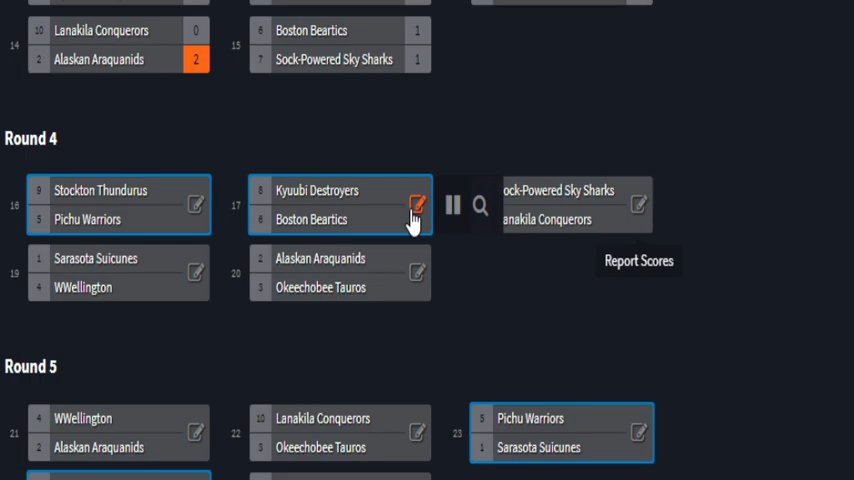 10 Lanakila Conquerors 0
14
2 Alaskan Araquanids 2
6 Boston Beartics 1
15
7 Sock-Powered Sky Sharks 1
Round 4
9 Stockton Thundurus
16
5 Pichu Warriors
8 Kyuubi Destroyers
17
6 Boston Beartics
ock-Powered Sky Sharks
anakila Conquerors
Report Scores
1 Sarasota Suicunes
19
4 WWellington
2 Alaskan Araquanids
20
3 Okeechobee Tauros
Round 5
4 WWellington
21
2 Alaskan Araquanids
10 Lanakila Conquerors
22
3 Okeechobee Tauros
5 Pichu Warriors
23
1 Sarasota Suicunes